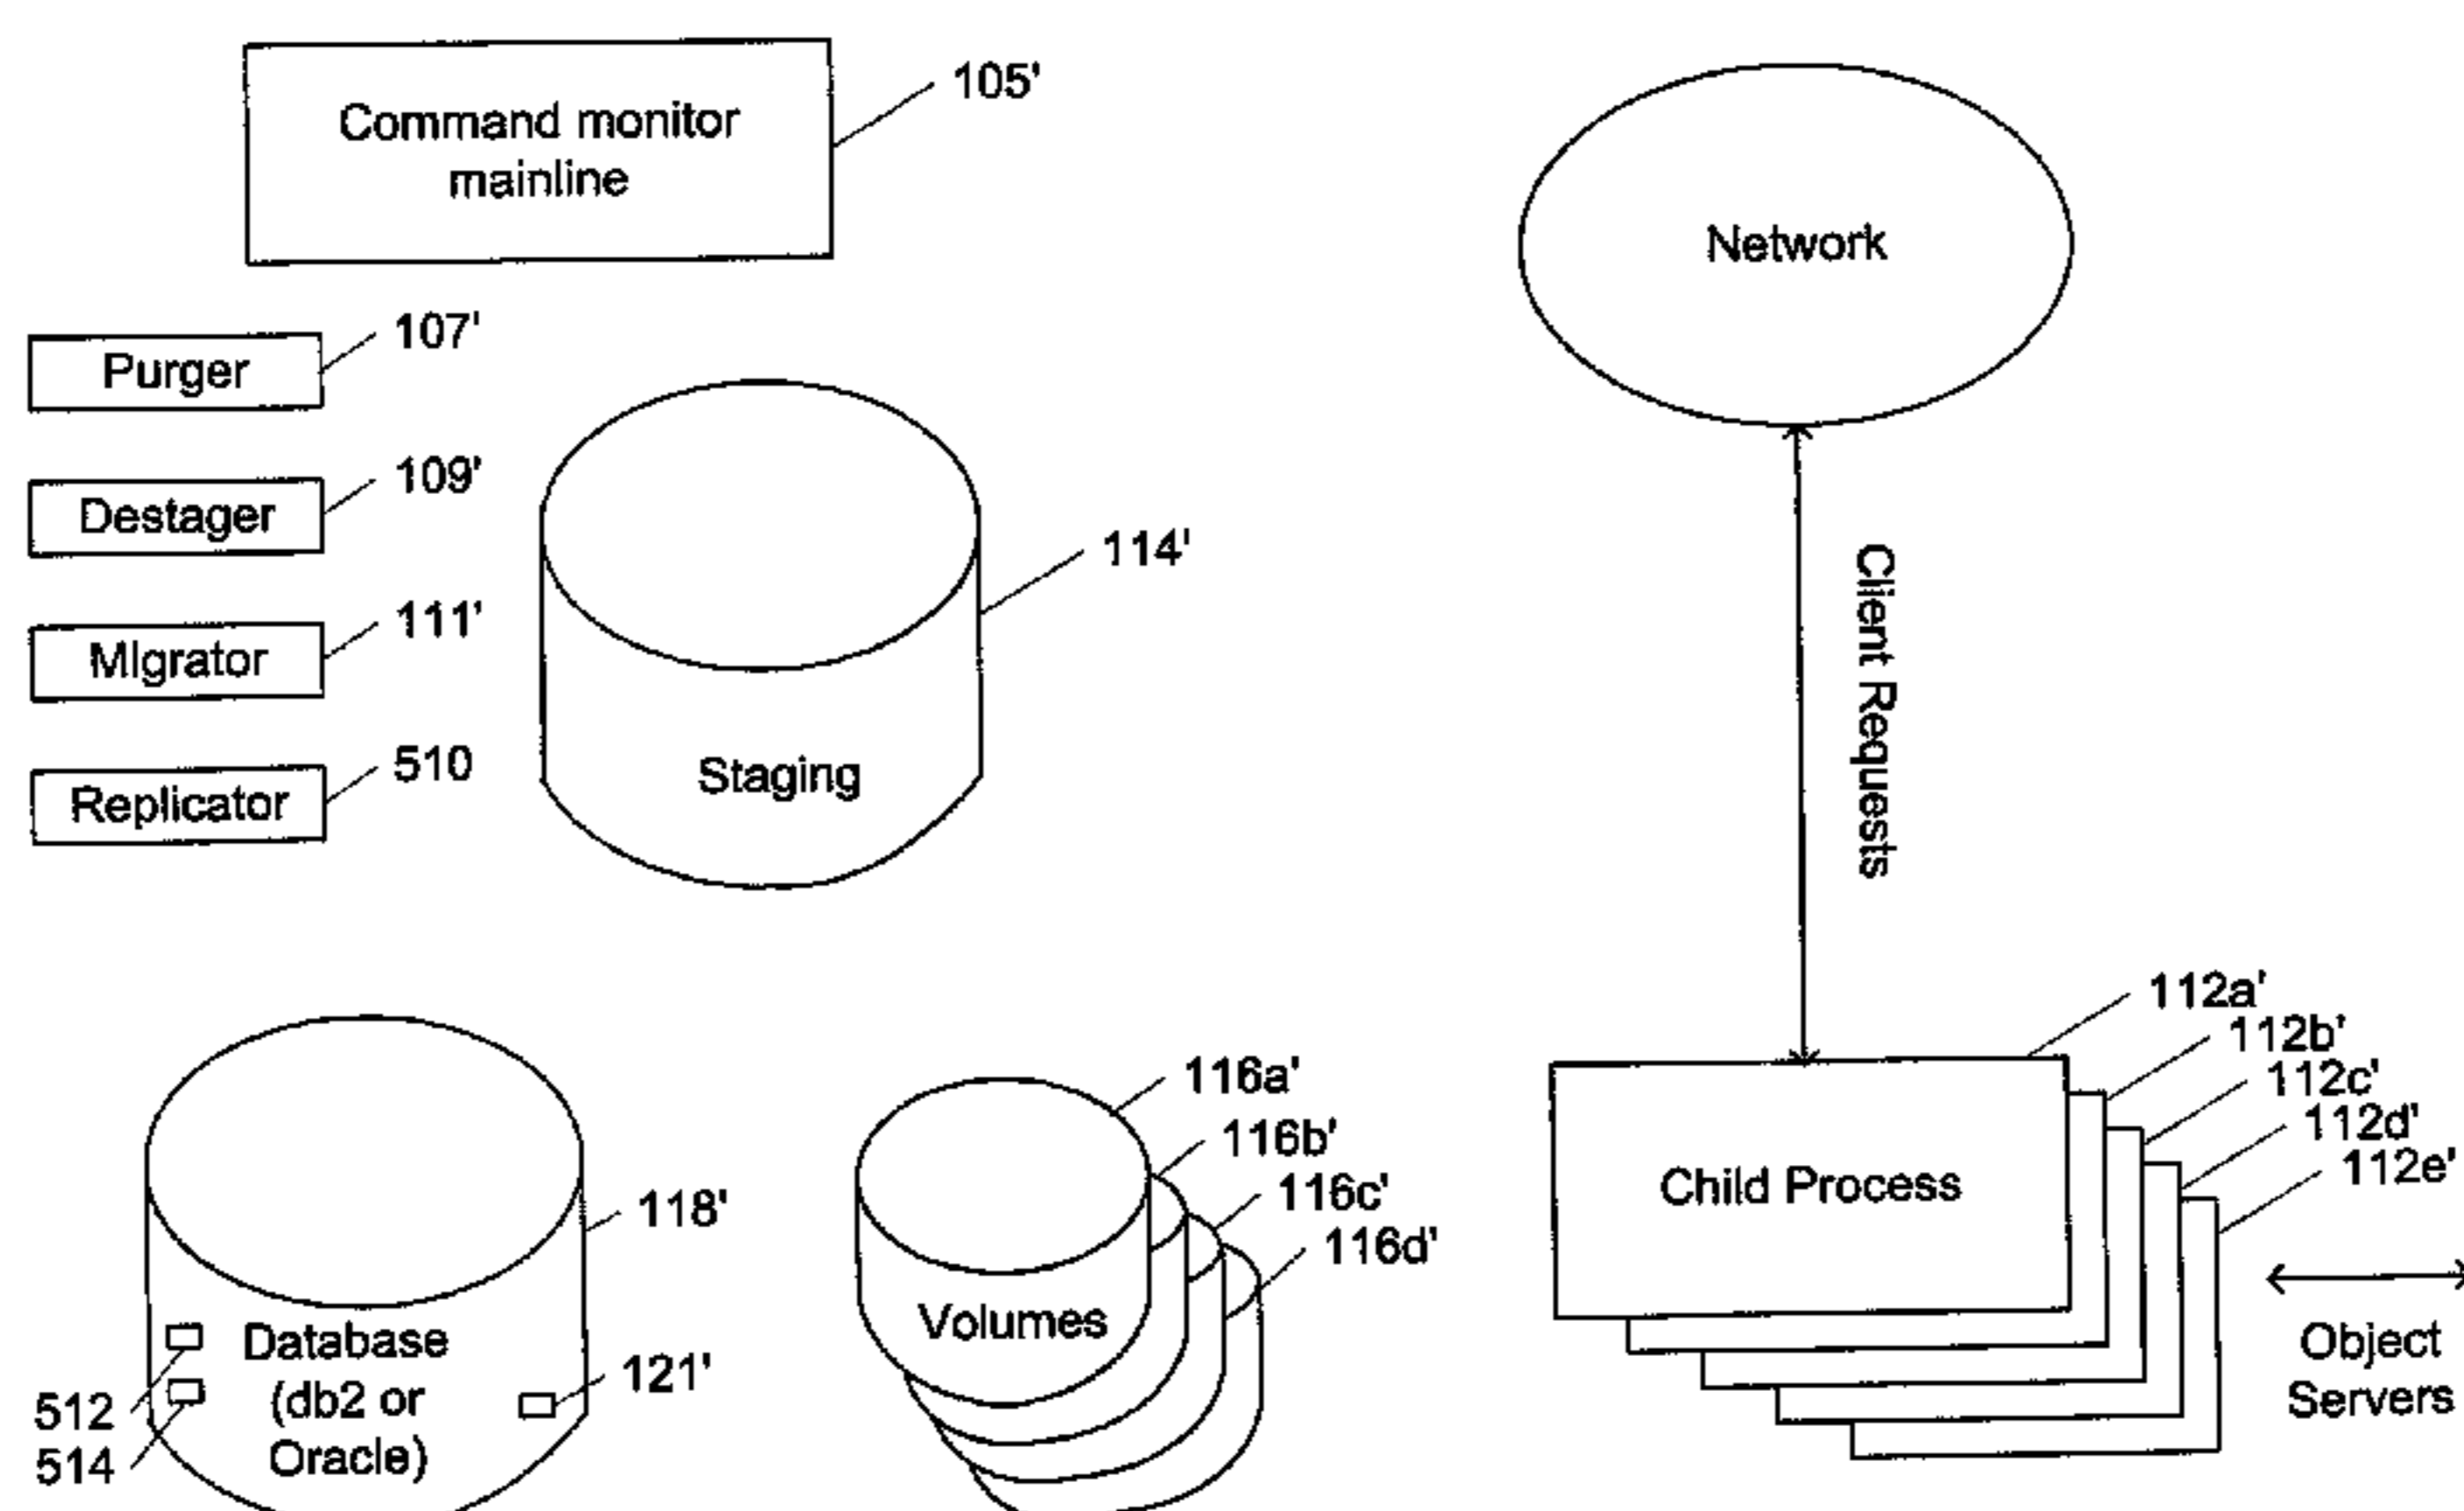 Command monitor
mainline
105'
Network
Purger
107'
Destager
109'
MIgrator
111'
Replicator
510
Staging
114'
Client Requests
Database
(db2 or
Oracle)
118'
121'
512
514
Volumes
116a'
116b'
116c'
116d'
Child Process
112a'
112b'
112c'
112d'
112e'
Object
Servers